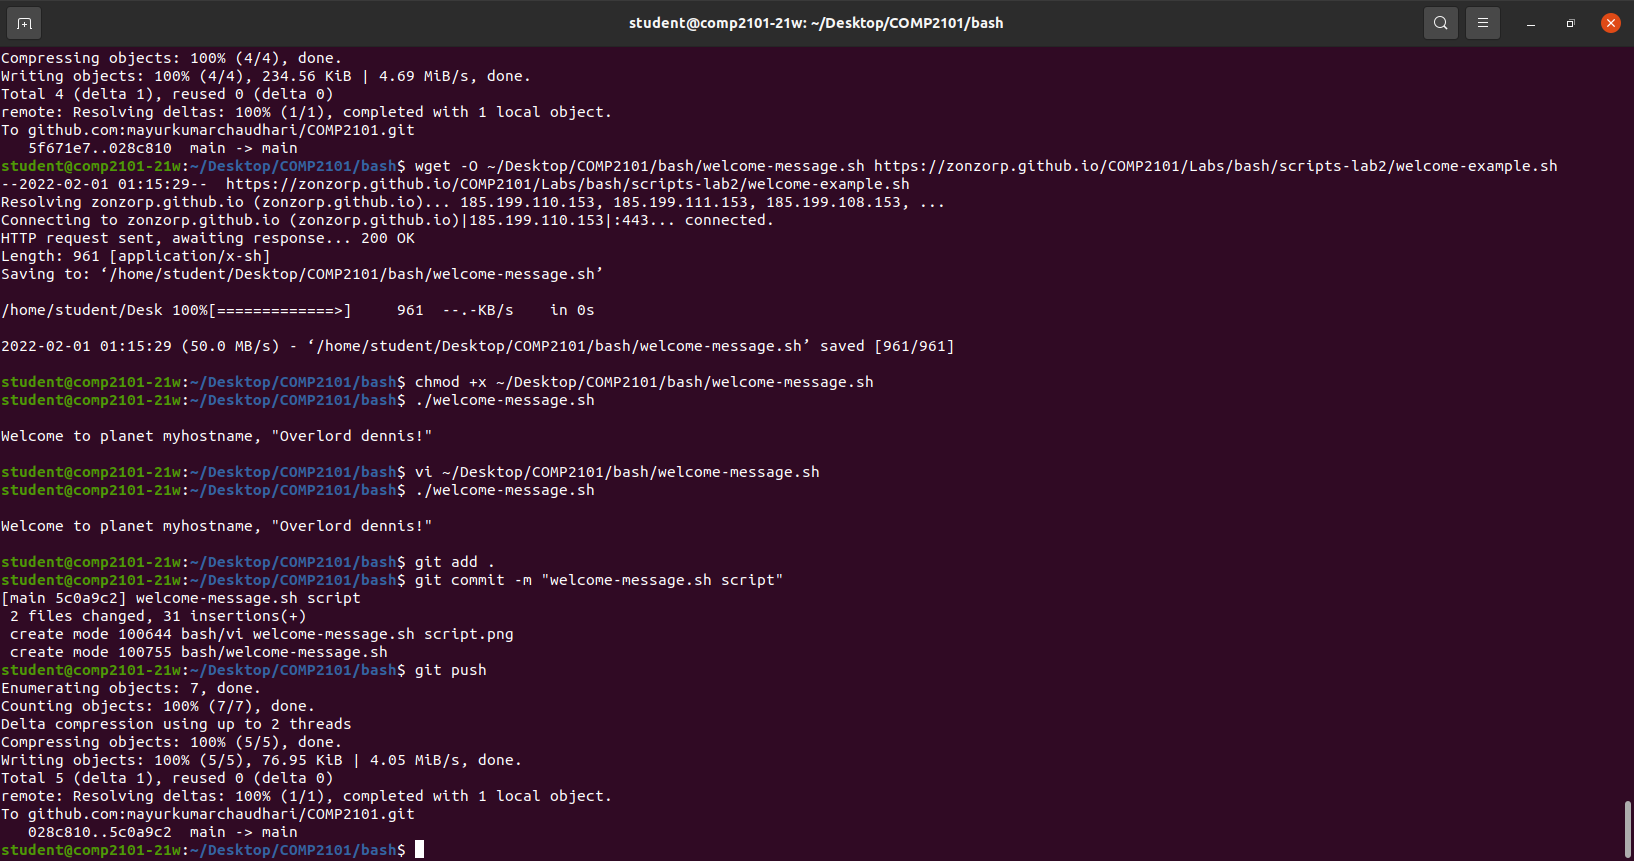 student@comp2101-21w: ~/Desktop/COMP2101/bash
Compressing objects: 100% (4/4), done.
Writing objects: 100% (4/4), 234.56 KiB | 4.69 MiB/s, done.
Total 4 (delta 1), reused 0 (delta 0)
remote: Resolving deltas: 100% (1/1), completed with 1 local object.
To github.com:mayurkumarchaudhari/COMP2101.git
   5f671e7..028c810  main -> main
student@comp2101-21w:~/Desktop/COMP2101/bash$ wget -O ~/Desktop/COMP2101/bash/welcome-message.sh https://zonzorp.github.io/COMP2101/Labs/bash/scripts-lab2/welcome-example.sh
--2022-02-01 01:15:29--  https://zonzorp.github.io/COMP2101/Labs/bash/scripts-lab2/welcome-example.sh
Resolving zonzorp.github.io (zonzorp.github.io)... 185.199.110.153, 185.199.111.153, 185.199.108.153, ...
Connecting to zonzorp.github.io (zonzorp.github.io)|185.199.110.153|:443... connected.
HTTP request sent, awaiting response... 200 OK
Length: 961 [application/x-sh]
Saving to: ‘/home/student/Desktop/COMP2101/bash/welcome-message.sh’
/home/student/Desk 100%[=============>]     961  --.-KB/s    in 0s
2022-02-01 01:15:29 (50.0 MB/s) - ‘/home/student/Desktop/COMP2101/bash/welcome-message.sh’ saved [961/961]
student@comp2101-21w:~/Desktop/COMP2101/bash$ chmod +x ~/Desktop/COMP2101/bash/welcome-message.sh
student@comp2101-21w:~/Desktop/COMP2101/bash$ ./welcome-message.sh
Welcome to planet myhostname, "Overlord dennis!"
student@comp2101-21w:~/Desktop/COMP2101/bash$ vi ~/Desktop/COMP2101/bash/welcome-message.sh
student@comp2101-21w:~/Desktop/COMP2101/bash$ ./welcome-message.sh
Welcome to planet myhostname, "Overlord dennis!"
student@comp2101-21w:~/Desktop/COMP2101/bash$ git add .
student@comp2101-21w:~/Desktop/COMP2101/bash$ git commit -m "welcome-message.sh script"
[main 5c0a9c2] welcome-message.sh script
 2 files changed, 31 insertions(+)
 create mode 100644 bash/vi welcome-message.sh script.png
 create mode 100755 bash/welcome-message.sh
student@comp2101-21w:~/Desktop/COMP2101/bash$ git push
Enumerating objects: 7, done.
Counting objects: 100% (7/7), done.
Delta compression using up to 2 threads
Compressing objects: 100% (5/5), done.
Writing objects: 100% (5/5), 76.95 KiB | 4.05 MiB/s, done.
Total 5 (delta 1), reused 0 (delta 0)
remote: Resolving deltas: 100% (1/1), completed with 1 local object.
To github.com:mayurkumarchaudhari/COMP2101.git
   028c810..5c0a9c2  main -> main
student@comp2101-21w:~/Desktop/COMP2101/bash$